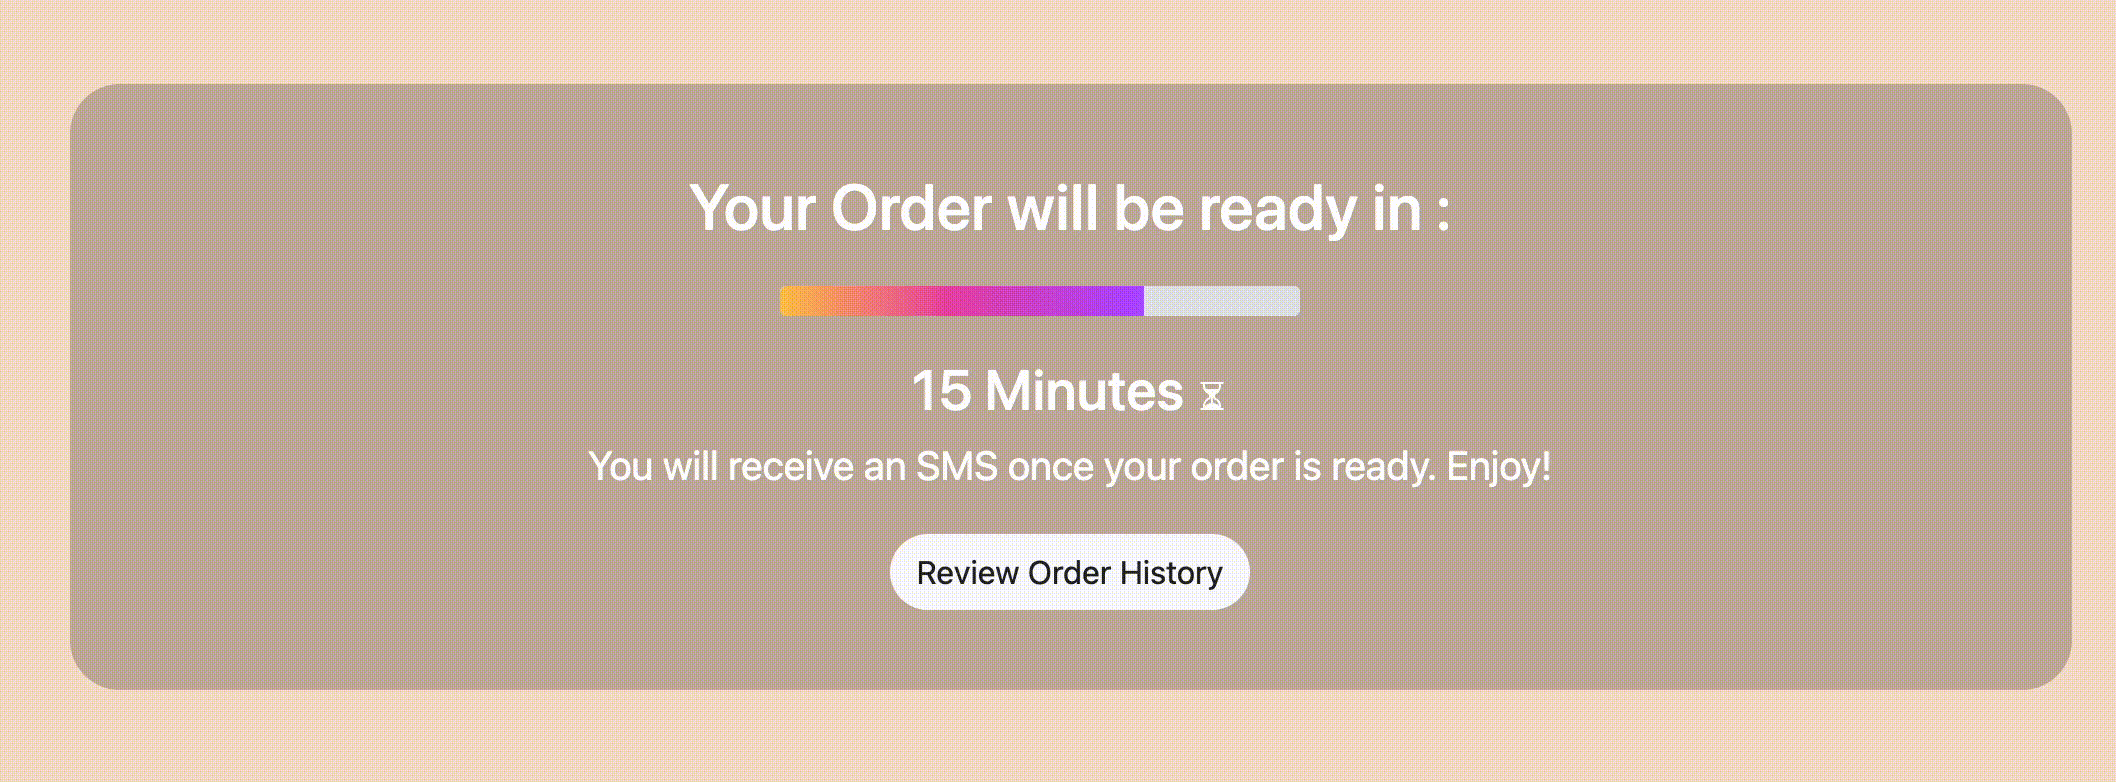 Your Order will be ready in :
15 Minutes ⏳
You will receive an SMS once your order is ready. Enjoy!
Review Order History